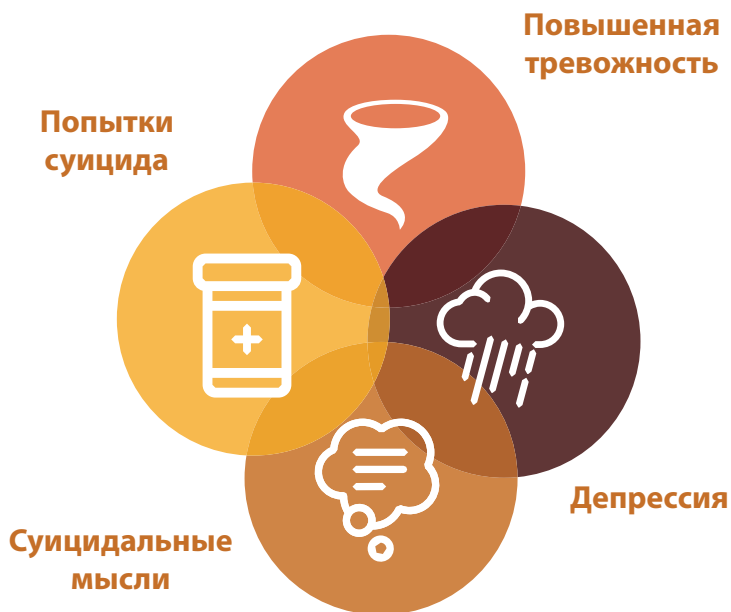 Повышенная
тревожность
Попытки
суицида
Депрессия
Суицидальные
мысли